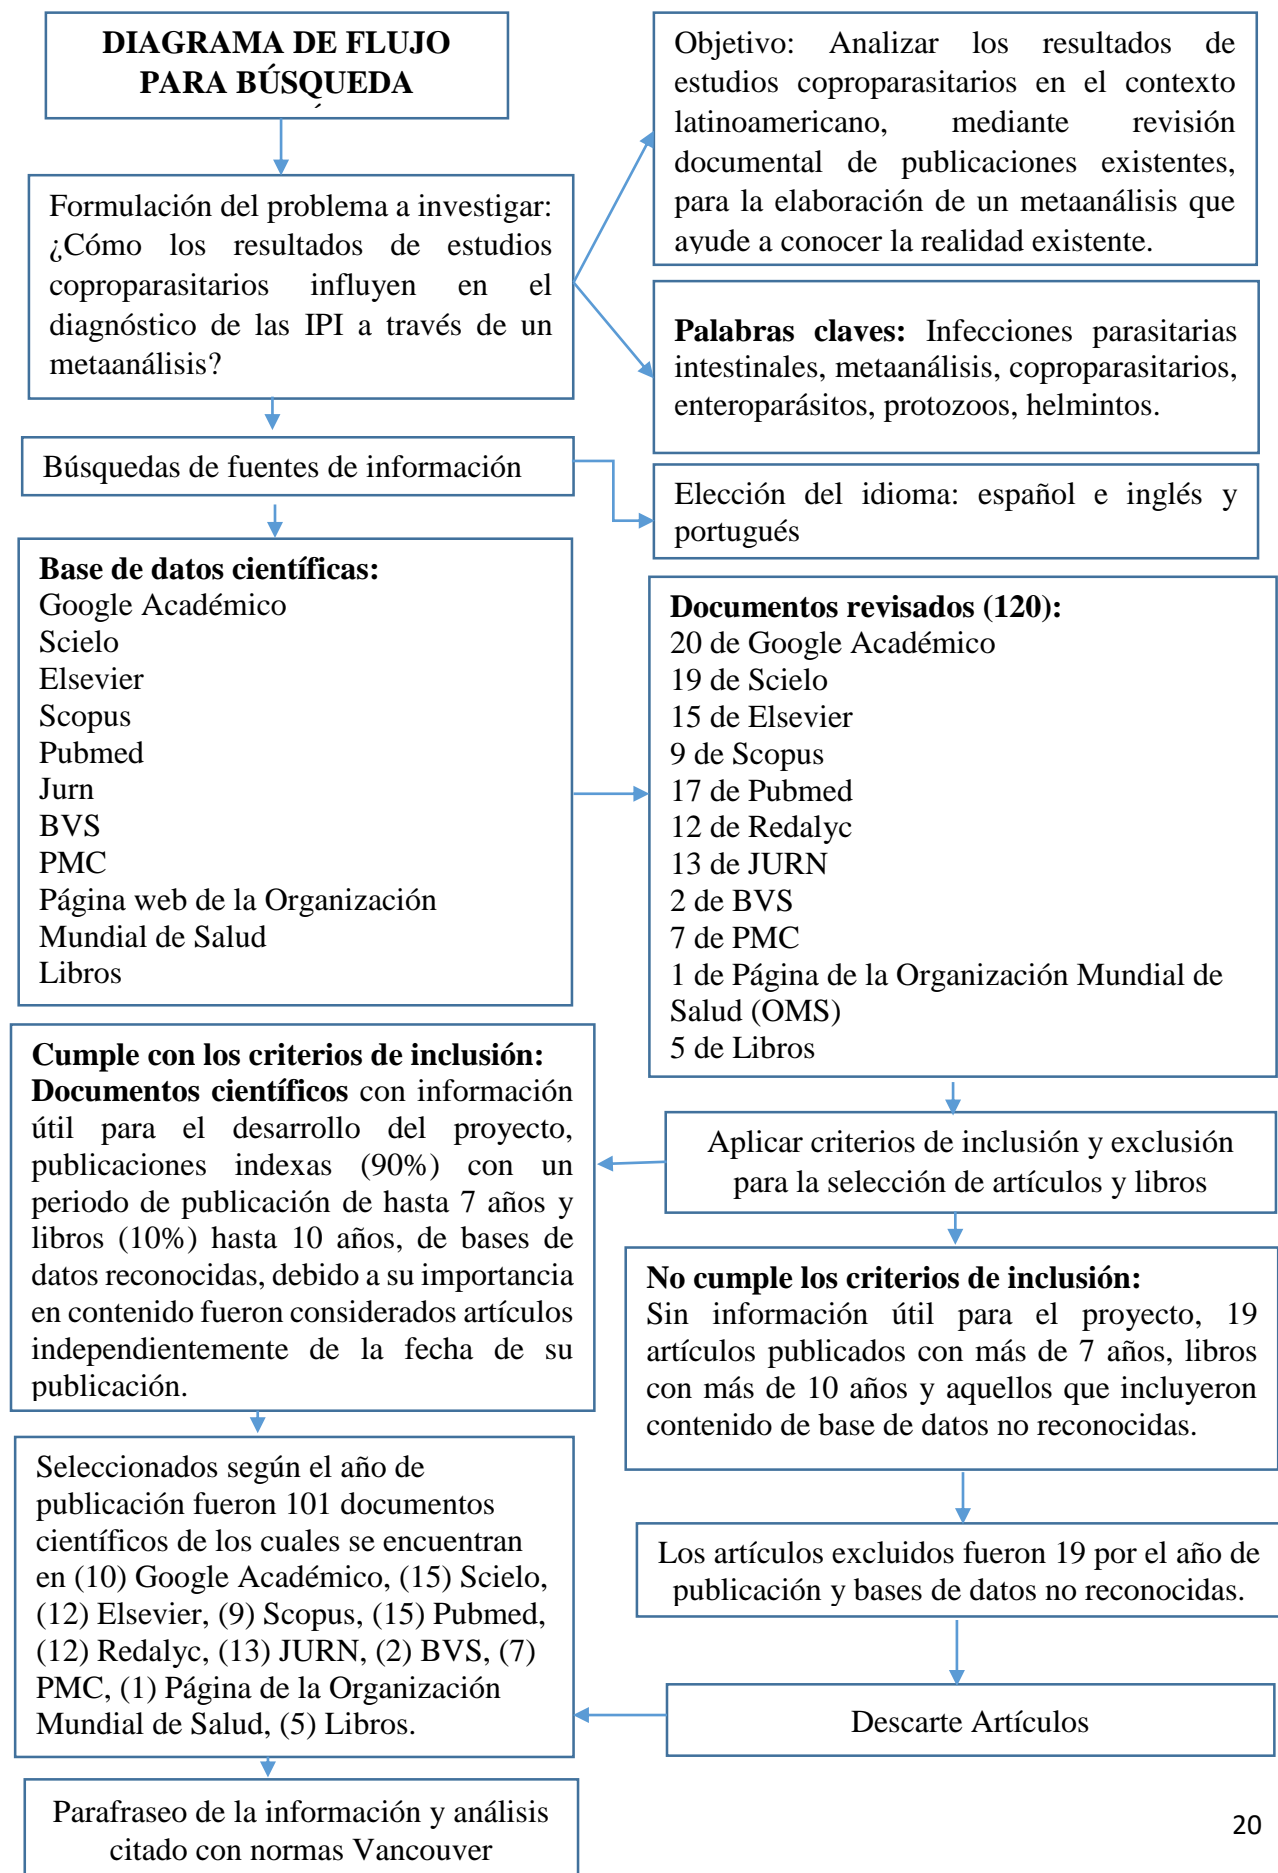 DIAGRAMA DE FLUJO
PARA BÚSQUEDA
Objetivo: Analizar los resultados de
estudios coproparasitarios en el contexto
latinoamericano, mediante revisión
documental de publicaciones existentes,
para la elaboración de un metaanálisis que
ayude a conocer la realidad existente.
Formulación del problema a investigar:
¿Cómo los resultados de estudios
coproparasitarios influyen en el
diagnóstico de las IPI a través de un
metaanálisis?
Palabras claves: Infecciones parasitarias
intestinales, metaanálisis, coproparasitarios,
enteroparásitos, protozoos, helmintos.
Búsquedas de fuentes de información
Elección del idioma: español e inglés y
portugués
Base de datos científicas:
Google Académico
Scielo
Elsevier
Scopus
Pubmed
Jurn
BVS
PMC
Página web de la Organización
Mundial de Salud
Libros
Documentos revisados (120):
20 de Google Académico
19 de Scielo
15 de Elsevier
9 de Scopus
17 de Pubmed
12 de Redalyc
13 de JURN
2 de BVS
7 de PMC
1 de Página de la Organización Mundial de
Salud (OMS)
5 de Libros
Cumple con los criterios de inclusión:
Documentos científicos con información
útil para el desarrollo del proyecto,
publicaciones indexas (90%) con un
periodo de publicación de hasta 7 años y
libros (10%) hasta 10 años, de bases de
datos reconocidas, debido a su importancia
en contenido fueron considerados artículos
independientemente de la fecha de su
publicación.
Aplicar criterios de inclusión y exclusión
para la selección de artículos y libros
No cumple los criterios de inclusión:
Sin información útil para el proyecto, 19
artículos publicados con más de 7 años, libros
con más de 10 años y aquellos que incluyeron
contenido de base de datos no reconocidas.
Seleccionados según el año de
publicación fueron 101 documentos
científicos de los cuales se encuentran
en (10) Google Académico, (15) Scielo,
(12) Elsevier, (9) Scopus, (15) Pubmed,
(12) Redalyc, (13) JURN, (2) BVS, (7)
PMC, (1) Página de la Organización
Mundial de Salud, (5) Libros.
Los artículos excluidos fueron 19 por el año de
publicación y bases de datos no reconocidas.
Descarte Artículos
Parafraseo de la información y análisis
citado con normas Vancouver
20